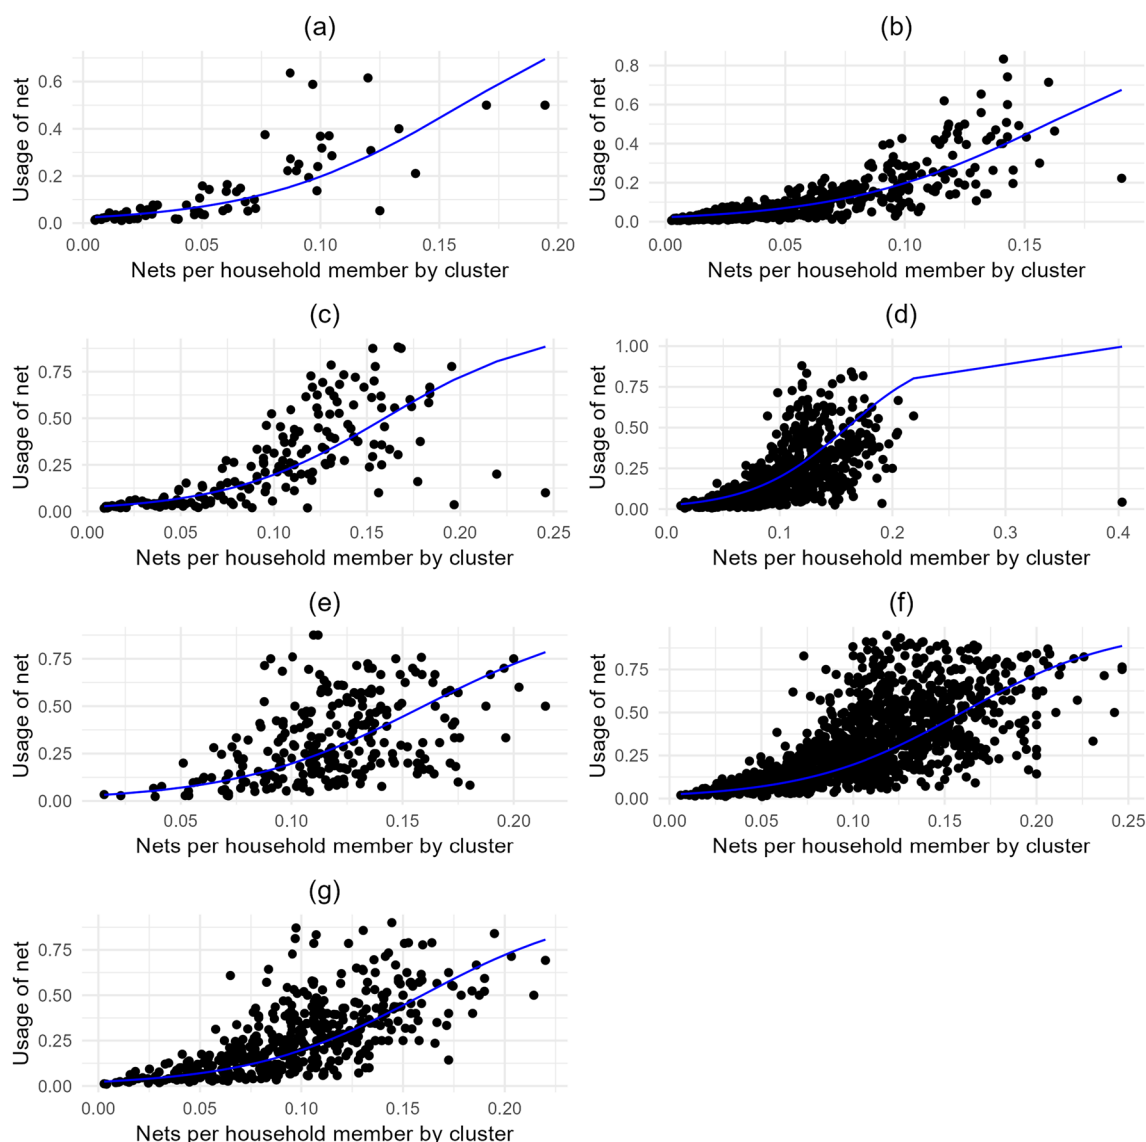 (a)
Usage of net
0.6
0.4
0.2
0.0
0.00 0.05 0.10 0.15 0.20
Nets per household member by cluster
(b)
Usage of net
0.8
0.6
0.4
0.2
0.0
0.00 0.05 0.10 0.15
Nets per household member by cluster
(c)
Usage of net
0.75
0.50
0.25
0.00
0.00 0.05 0.10 0.15 0.20 0.25
Nets per household member by cluster
(d)
Usage of net
1.00
0.75
0.50
0.25
0.00
0.0 0.1 0.2 0.3 0.4
Nets per household member by cluster
(e)
Usage of net
0.75
0.50
0.25
0.00
0.05 0.10 0.15 0.20
Nets per household member by cluster
(f)
Usage of net
0.75
0.50
0.25
0.00
0.00 0.05 0.10 0.15 0.20 0.25
Nets per household member by cluster
(g)
Usage of net
0.75
0.50
0.25
0.00
0.00 0.05 0.10 0.15 0.20
Nets per household member by cluster